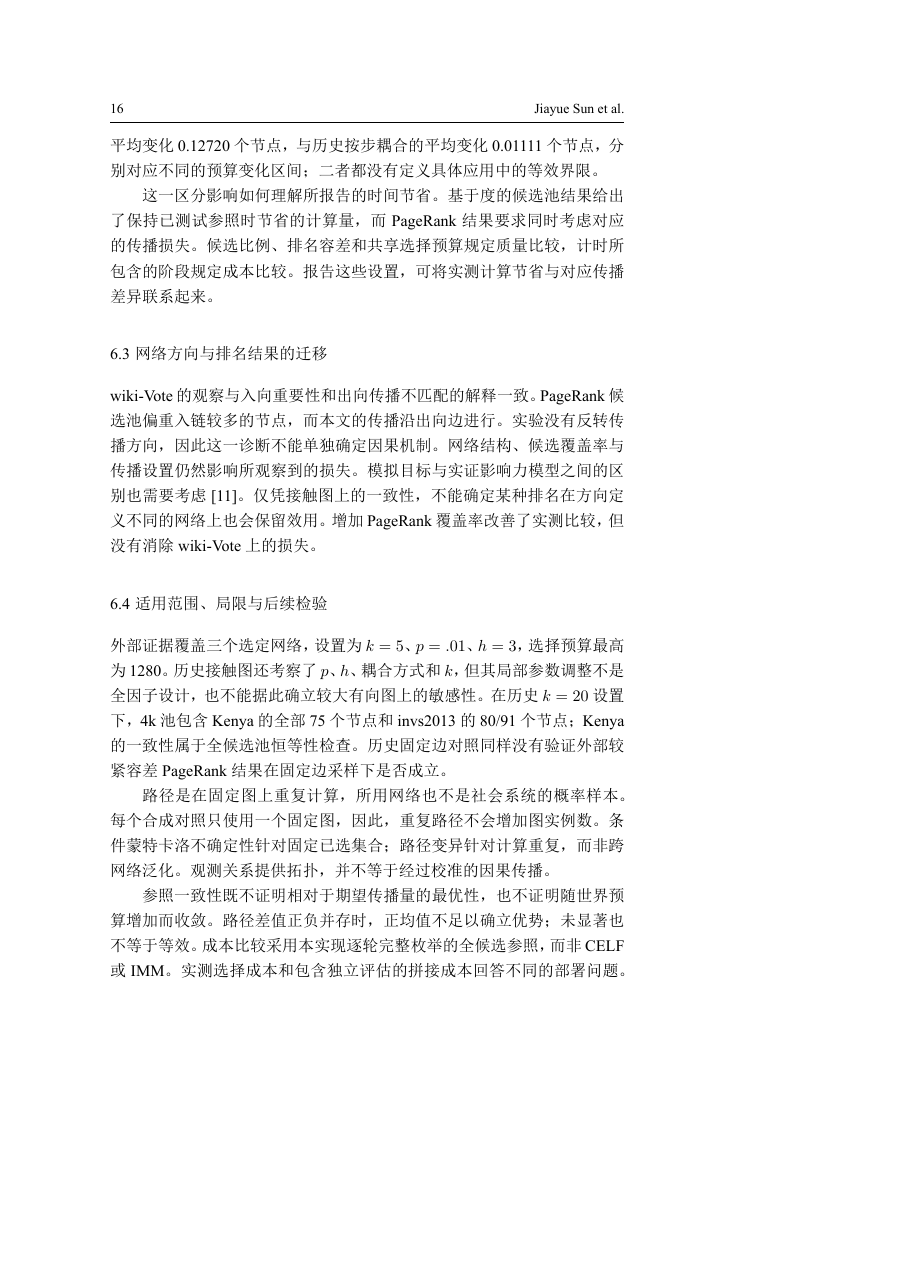 16
Jiayue Sun et al.
平均变化 0.12720 个节点，与历史按步耦合的平均变化 0.01111 个节点，分
别对应不同的预算变化区间；二者都没有定义具体应用中的等效界限。
这一区分影响如何理解所报告的时间节省。基于度的候选池结果给出
了保持已测试参照时节省的计算量，而 PageRank 结果要求同时考虑对应
的传播损失。候选比例、排名容差和共享选择预算规定质量比较，计时所
包含的阶段规定成本比较。报告这些设置，可将实测计算节省与对应传播
差异联系起来。
6.3 网络方向与排名结果的迁移
wiki-Vote 的观察与入向重要性和出向传播不匹配的解释一致。PageRank 候
选池偏重入链较多的节点，而本文的传播沿出向边进行。实验没有反转传
播方向，因此这一诊断不能单独确定因果机制。网络结构、候选覆盖率与
传播设置仍然影响所观察到的损失。模拟目标与实证影响力模型之间的区
别也需要考虑 [11]。仅凭接触图上的一致性，不能确定某种排名在方向定
义不同的网络上也会保留效用。增加 PageRank 覆盖率改善了实测比较，但
没有消除 wiki-Vote 上的损失。
6.4 适用范围、局限与后续检验
外部证据覆盖三个选定网络，设置为 k = 5、p = .01、h = 3，选择预算最高
为 1280。历史接触图还考察了 p、h、耦合方式和 k，但其局部参数调整不是
全因子设计，也不能据此确立较大有向图上的敏感性。在历史 k = 20 设置
下，4k 池包含 Kenya 的全部 75 个节点和 invs2013 的 80/91 个节点；Kenya
的一致性属于全候选池恒等性检查。历史固定边对照同样没有验证外部较
紧容差 PageRank 结果在固定边采样下是否成立。
路径是在固定图上重复计算，所用网络也不是社会系统的概率样本。
每个合成对照只使用一个固定图，因此，重复路径不会增加图实例数。条
件蒙特卡洛不确定性针对固定已选集合；路径变异针对计算重复，而非跨
网络泛化。观测关系提供拓扑，并不等于经过校准的因果传播。
参照一致性既不证明相对于期望传播量的最优性，也不证明随世界预
算增加而收敛。路径差值正负并存时，正均值不足以确立优势；未显著也
不等于等效。成本比较采用本实现逐轮完整枚举的全候选参照，而非 CELF
或 IMM。实测选择成本和包含独立评估的拼接成本回答不同的部署问题。